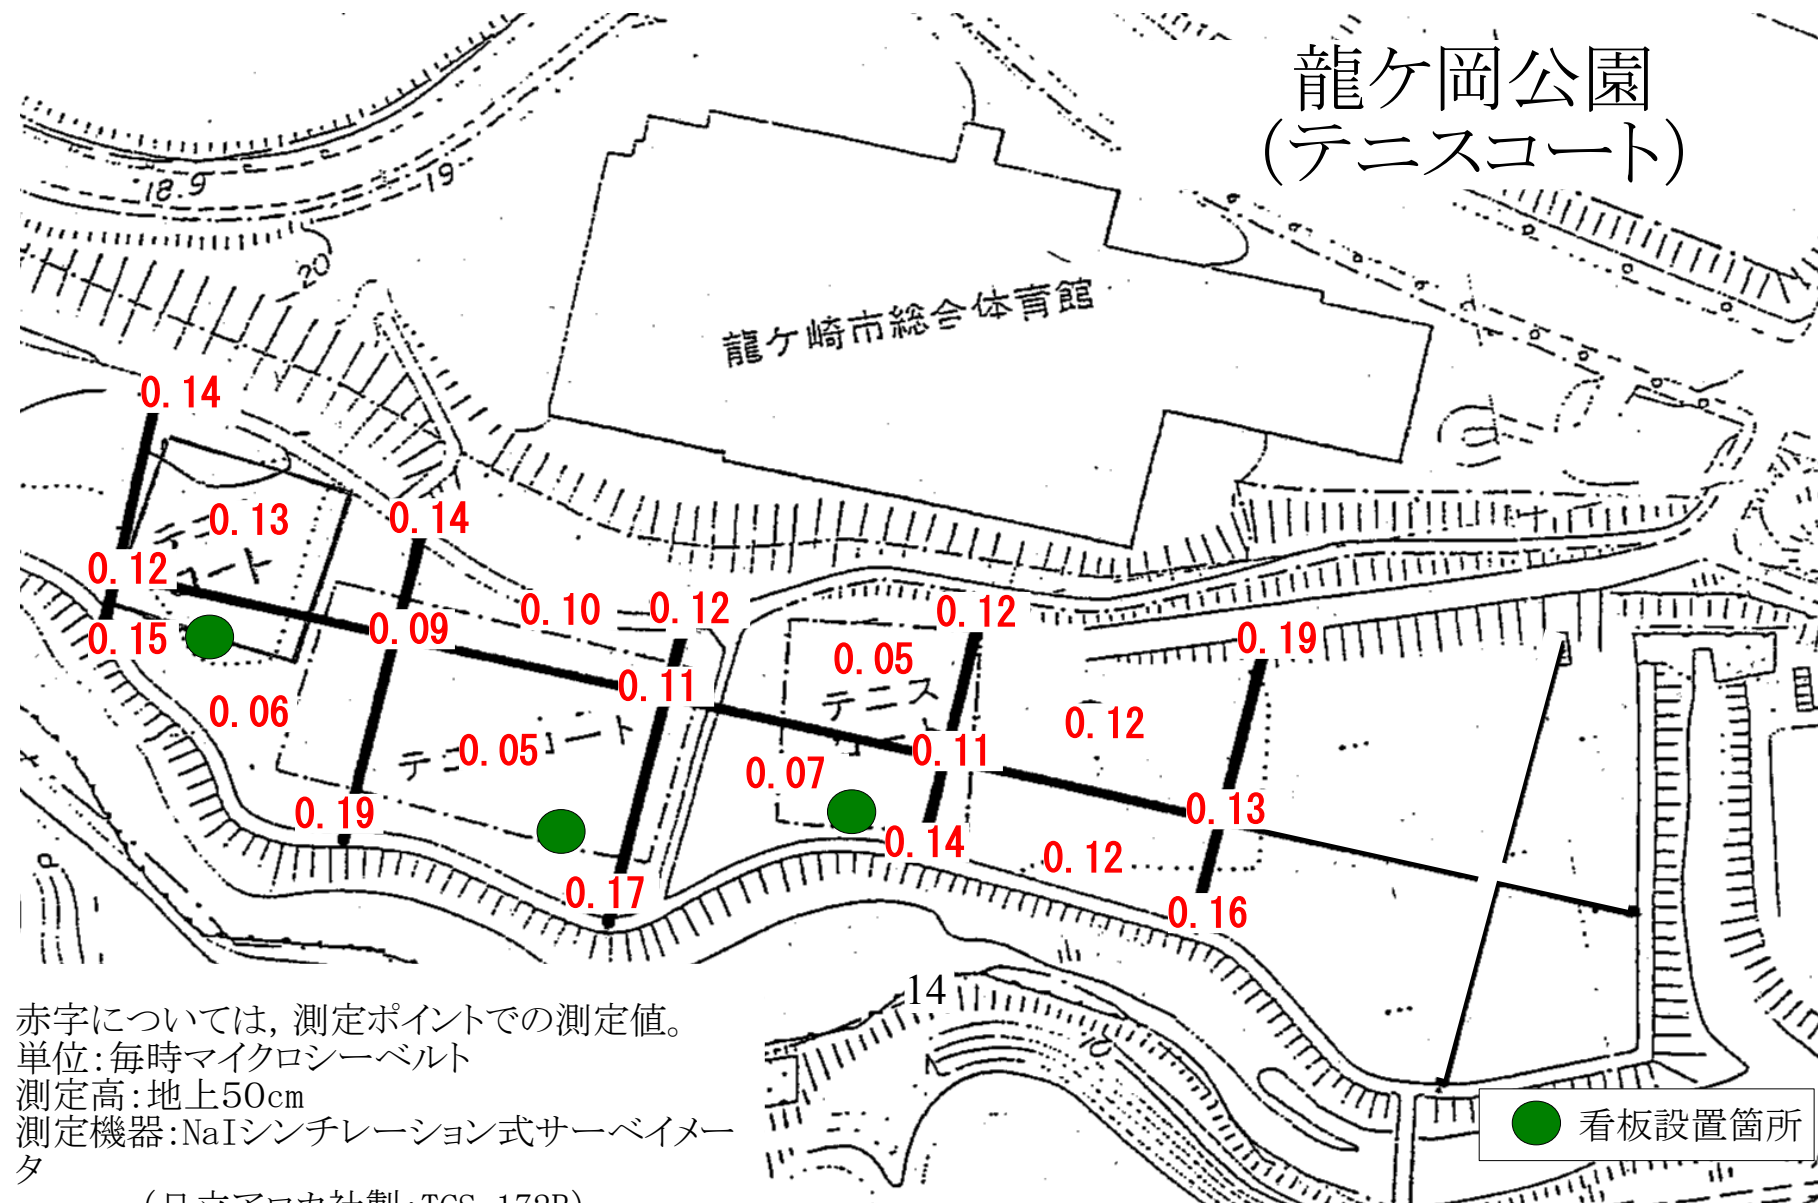 龍ケ岡公園
(テニスコート)
18.9
19
20
龍ケ崎市総合体育館
0.14
0.13
0.14
0.12
0.15
0.09
0.10
0.12
0.12
0.19
0.06
0.05
0.11
0.05
テニス
0.12
0.11
0.07
0.13
0.19
0.14
0.12
0.17
0.16
14
赤字については,測定ポイントでの測定値。
単位:毎時マイクロシーベルト
測定高:地上50cm
測定機器:NaIシンチレーション式サーベイメー
タ
看板設置箇所